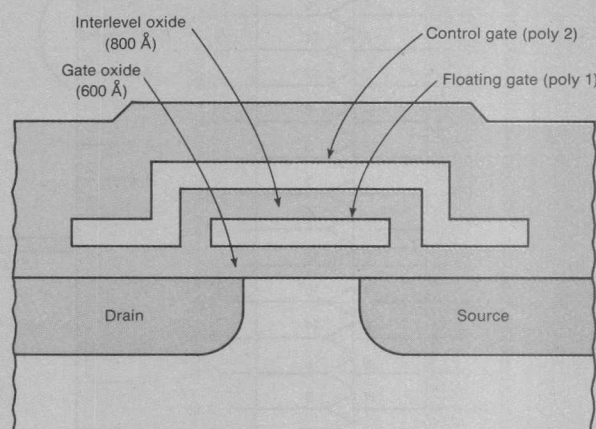 Interlevel oxide
(800 Å)
Gate oxide
(600 Å)
Control gate (poly 2)
Floating gate (poly 1)
Drain
Source